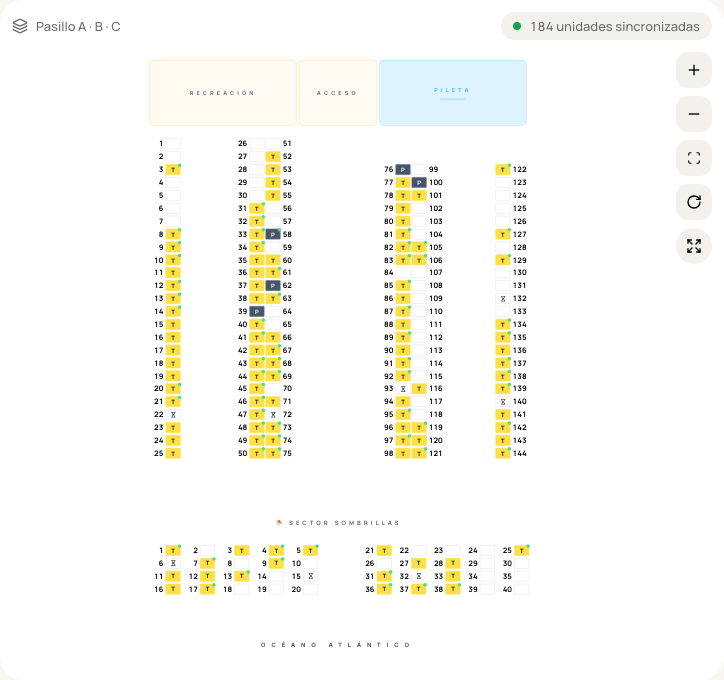 Pasillo A · B · C
184 unidades sincronizadas
RECREACIÓN ACCESO PILETA
1 26 51
2 27 T 52
3 T 28 T 53 76 P 99 T 122
4 29 T 54 77 T P 100 123
5 30 T 55 78 T T 101 124
6 31 T 56 79 T 102 125
7 32 T 57 80 T 103 126
8 T 33 T P 58 81 T 104 T 127
9 T 34 T 59 82 T T 105 128
10 T 35 T T 60 83 T T 106 T 129
11 T 36 T T 61 84 107 130
12 T 37 T P 62 85 T 108 131
13 T 38 T T 63 86 T 109 132
14 T 39 P 64 87 T 110 133
15 T 40 T 65 88 T 111 T 134
16 T 41 T T 66 89 T 112 T 135
17 T 42 T T 67 90 T 113 T 136
18 T 43 T T 68 91 T 114 T 137
19 T 44 T T 69 92 T 115 T 138
20 T 45 T 70 93 T 116 T 139
21 T 46 T T 71 94 T 117 140
22 47 T 72 95 T 118 T 141
23 T 48 T T 73 96 T T 119 T 142
24 T 49 T T 74 97 T T 120 T 143
25 T 50 T T 75 98 T T 121 T 144
SECTOR SOMBRILLAS
1 T 2 3 T 4 T 5 T 21 T 22 23 24 25 T
6 7 T 8 9 T 10 26 27 T 28 T 29 30
11 T 12 T 13 T 14 15 31 T 32 33 T 34 35
16 T 17 T 18 19 20 36 T 37 T 38 T 39 40
OCÉANO ATLÁNTICO